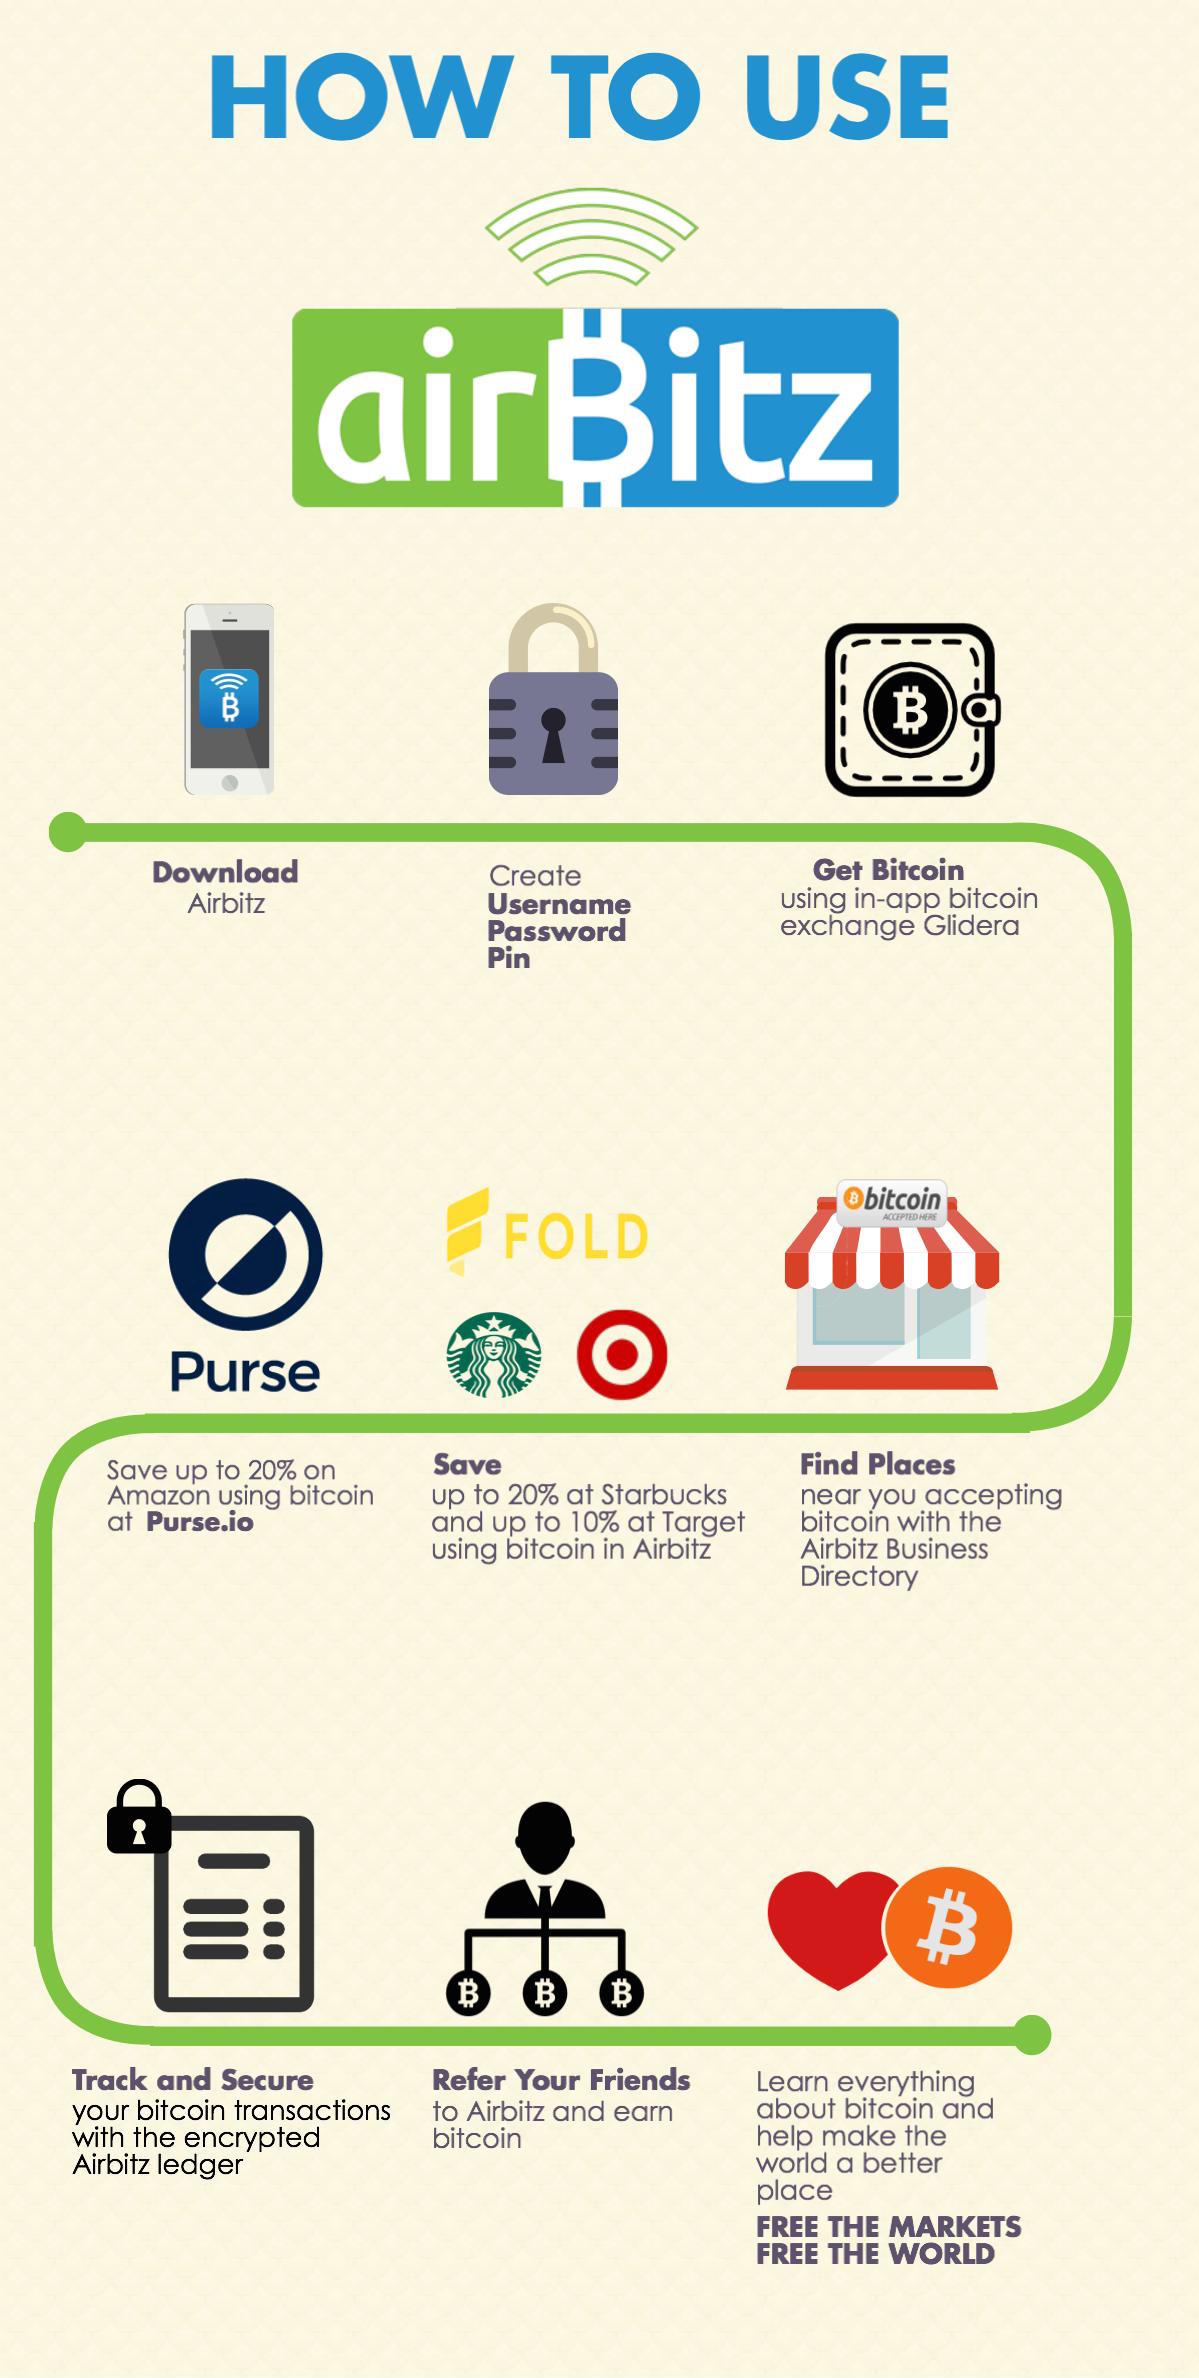 HOW TO USE
airBitz
Download
Airbitz
Create
Username
Password
Pin
Get Bitcoin
using in-app bitcoin
exchange Glidera
bitcoin
ACCEPTED HERE
FOLD
Purse
Save up to 20% on
Amazon using bitcoin
at Purse.io
Save
up to 20% at Starbucks
and up to 10% at Target
using bitcoin in Airbitz
Find Places
near you accepting
bitcoin with the
Airbitz Business
Directory
Track and Secure
your bitcoin transactions
with the encrypted
Airbitz ledger
Refer Your Friends
to Airbitz and earn
bitcoin
Learn everything
about bitcoin and
help make the
world a better
place
FREE THE MARKETS
FREE THE WORLD